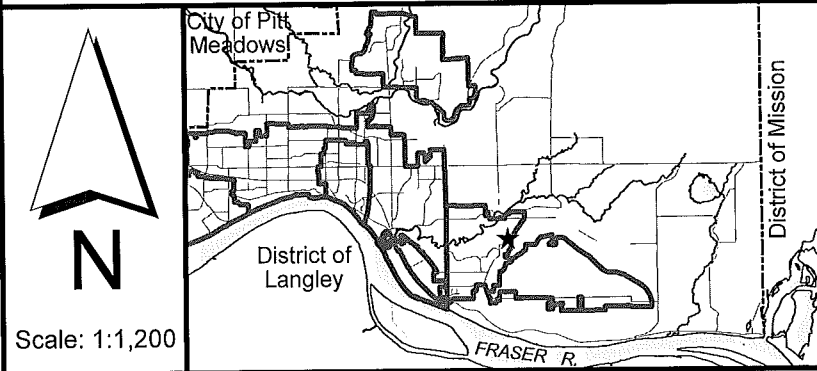 N
Scale: 1:1,200
City of Pitt
Meadows
District of
Langley
FRASER R.
District of Mission